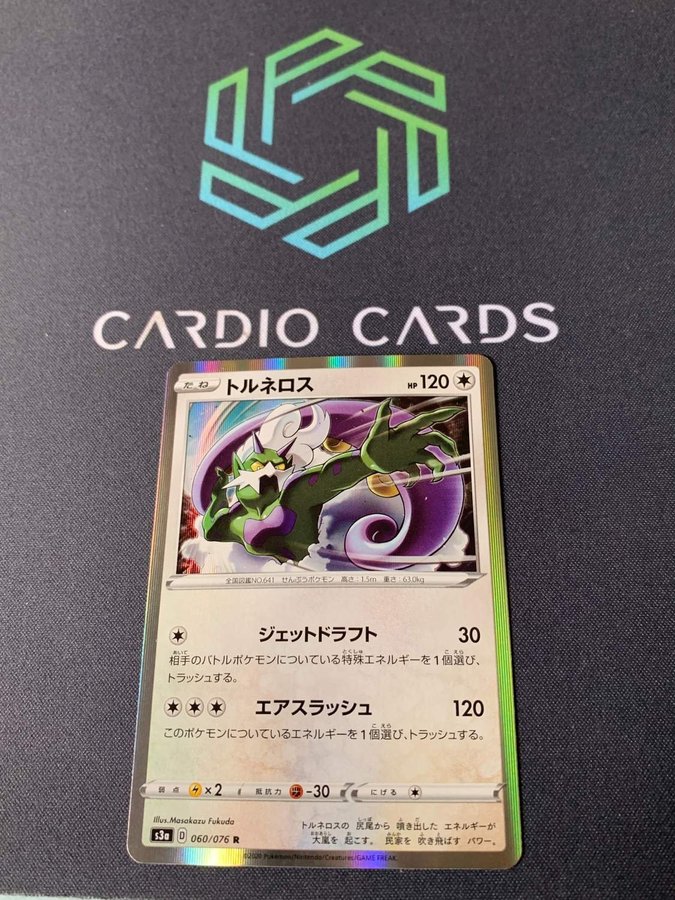 CARDIO CARDS
たね トルネロス HP 120
全国図鑑NO.641 せんぷうポケモン 高さ：1.5m 重さ：63.0kg
ジェットドラフト 30
相手のバトルポケモンについている特殊エネルギーを1個選び、
トラッシュする。
エアスラッシュ 120
このポケモンについているエネルギーを1個選び、トラッシュする。
弱点 ×2 抵抗力 -30 にげる
Illus.Masakazu Fukuda
s3a D 060/076 R
トルネロスの 尻尾から 噴き出した エネルギーが
大嵐を 起こす。 民家を 吹き飛ばす パワー。
©2020 Pokémon/Nintendo/Creatures/GAME FREAK.